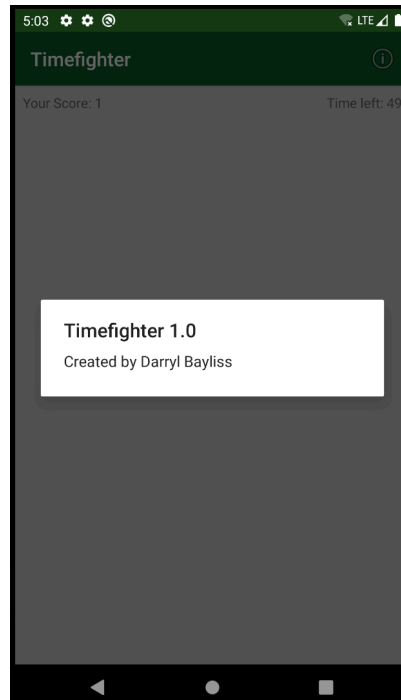 5:03 LTE
Timefighter
Your Score: 1 Time left: 49
Timefighter 1.0
Created by Darryl Bayliss